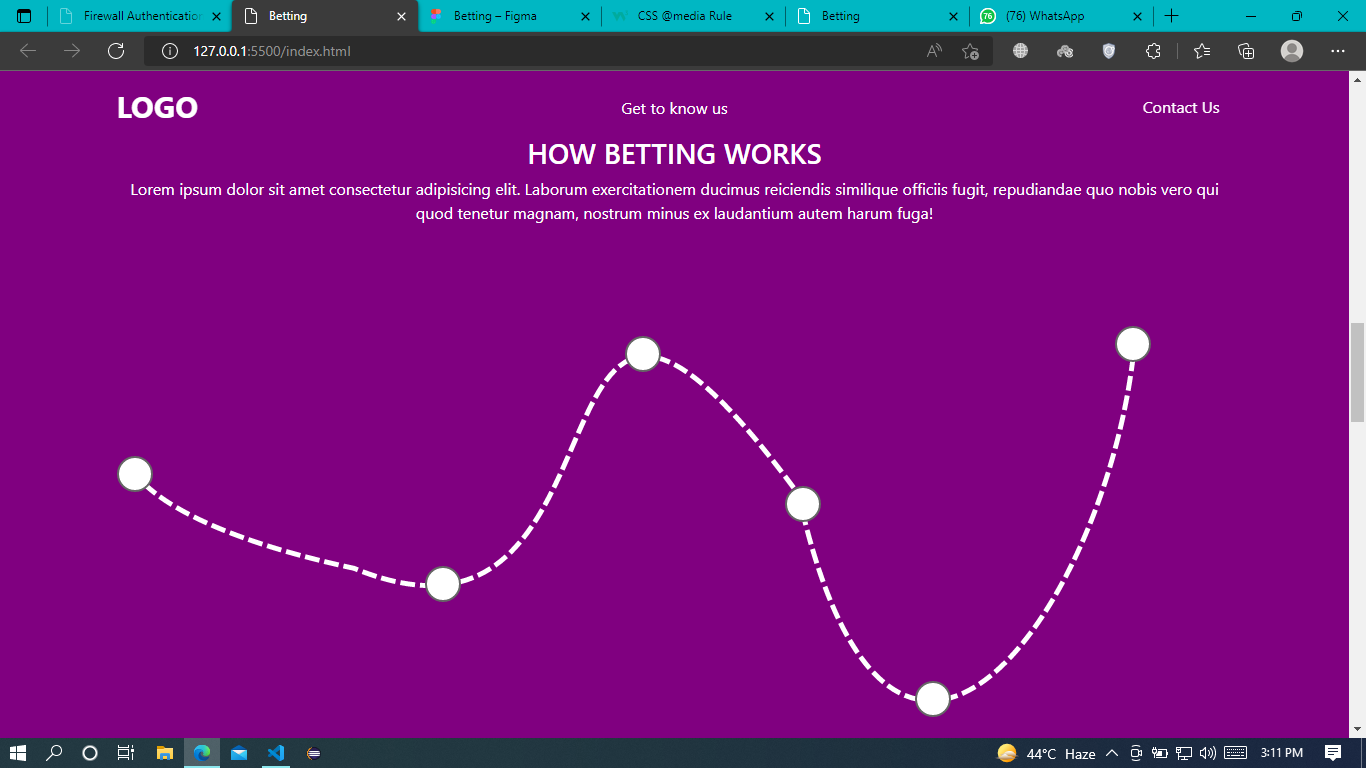 Firewall Authentication
Betting
Betting – Figma
CSS @media Rule
Betting
76
(76) WhatsApp
127.0.0.1:5500/index.html
LOGO
Get to know us
Contact Us
HOW BETTING WORKS
Lorem ipsum dolor sit amet consectetur adipisicing elit. Laborum exercitationem ducimus reiciendis similique officiis fugit, repudiandae quo nobis vero qui
quod tenetur magnam, nostrum minus ex laudantium autem harum fuga!
44°C Haze
3:11 PM